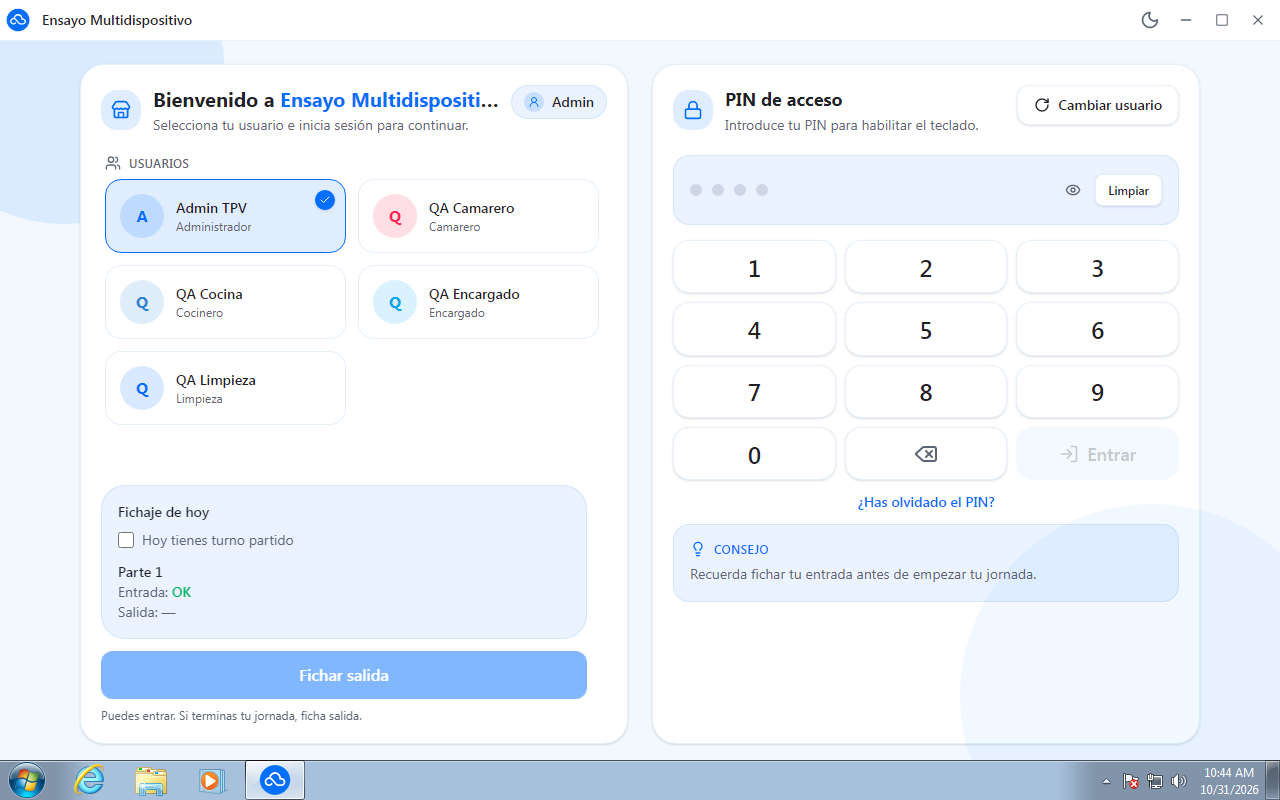 Ensayo Multidispositivo
Bienvenido a Ensayo Multidispositi...
Selecciona tu usuario e inicia sesión para continuar.
Admin
USUARIOS
A
Admin TPV
Administrador
Q
QA Camarero
Camarero
Q
QA Cocina
Cocinero
Q
QA Encargado
Encargado
Q
QA Limpieza
Limpieza
Fichaje de hoy
Hoy tienes turno partido
Parte 1
Entrada: OK
Salida: —
Fichar salida
Puedes entrar. Si terminas tu jornada, ficha salida.
PIN de acceso
Introduce tu PIN para habilitar el teclado.
Cambiar usuario
Limpiar
1 2 3
4 5 6
7 8 9
0 Entrar
¿Has olvidado el PIN?
CONSEJO
Recuerda fichar tu entrada antes de empezar tu jornada.
10:44 AM
10/31/2026